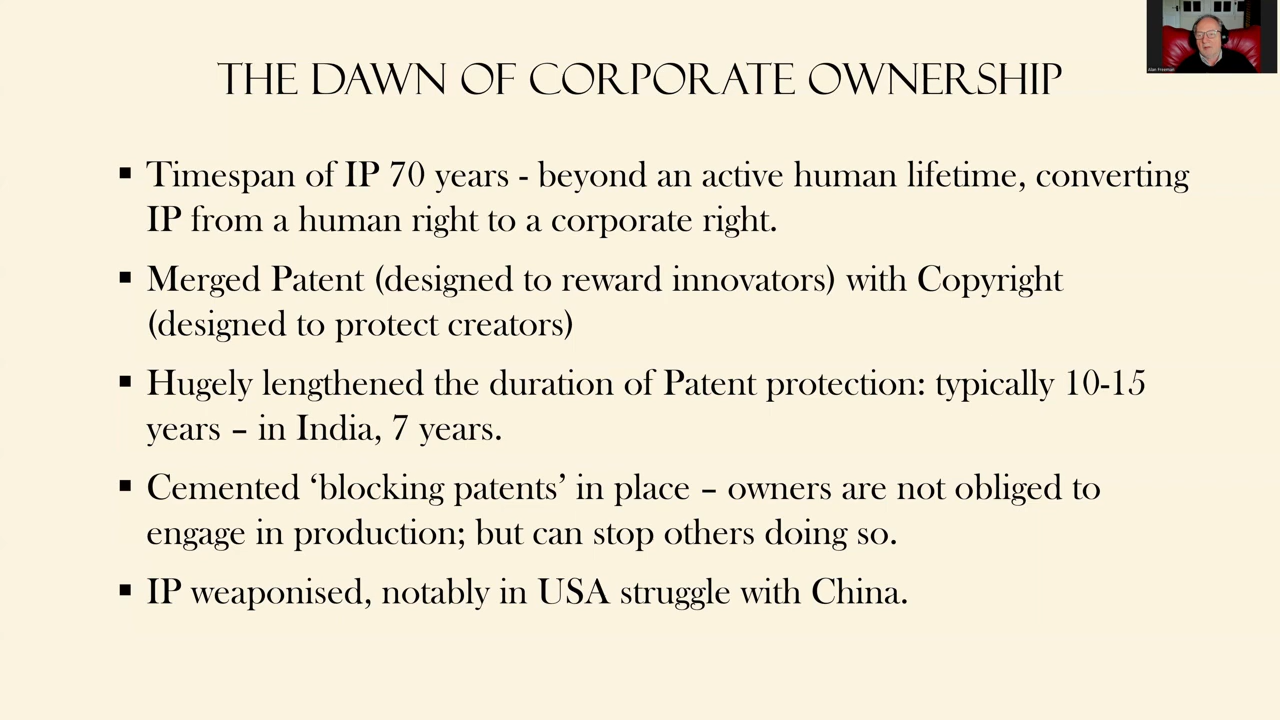 THE DAWN OF CORPORATE OWNERSHIP
Alan Freeman
▪ Timespan of IP 70 years - beyond an active human lifetime, converting
IP from a human right to a corporate right.
▪ Merged Patent (designed to reward innovators) with Copyright
(designed to protect creators)
▪ Hugely lengthened the duration of Patent protection: typically 10-15
years – in India, 7 years.
▪ Cemented ‘blocking patents’ in place – owners are not obliged to
engage in production; but can stop others doing so.
▪ IP weaponised, notably in USA struggle with China.